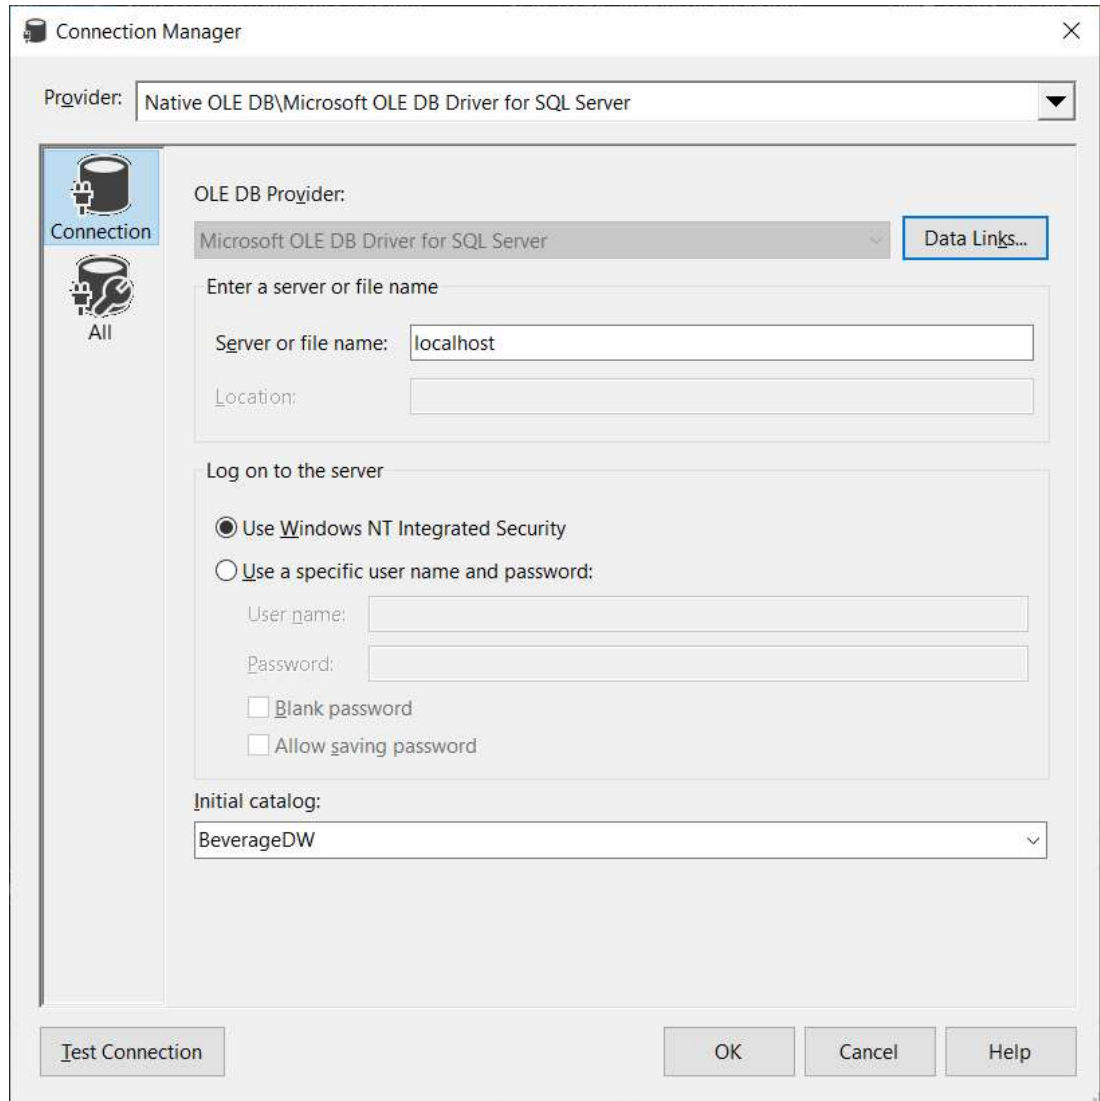 Connection Manager
Provider: Native OLE DB\Microsoft OLE DB Driver for SQL Server
Connection
All
OLE DB Provider:
Microsoft OLE DB Driver for SQL Server
Data Links...
Enter a server or file name
Server or file name: localhost
Location:
Log on to the server
Use Windows NT Integrated Security
Use a specific user name and password:
User name:
Password:
Blank password
Allow saving password
Initial catalog:
BeverageDW
Test Connection
OK
Cancel
Help